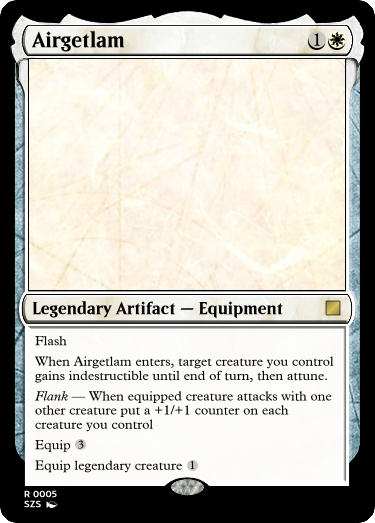 Airgetlam 1
Legendary Artifact — Equipment
Flash
When Airgetlam enters, target creature you control
gains indestructible until end of turn, then attune.
Flank — When equipped creature attacks with one
other creature put a +1/+1 counter on each
creature you control
Equip 3
Equip legendary creature 1
R 0005
SZS